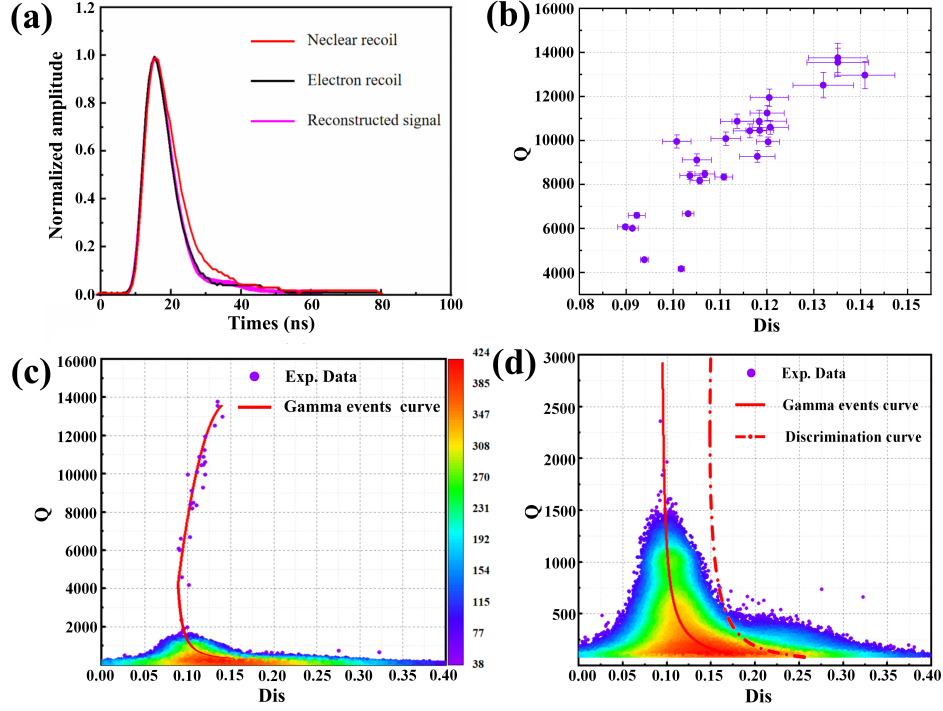 (a)
Normalized amplitude
1.2
1.0
0.8
0.6
0.4
0.2
0.0
Neclear recoil
Electron recoil
Reconstructed signal
0 20 40 60 80 100
Times (ns)
(b)
Q
16000
14000
12000
10000
8000
6000
4000
0.08 0.09 0.10 0.11 0.12 0.13 0.14 0.15
Dis
(c)
Q
16000
14000
12000
10000
8000
6000
4000
2000
Exp. Data
Gamma events curve
0.00 0.05 0.10 0.15 0.20 0.25 0.30 0.35 0.40
Dis
424
385
347
308
270
231
193
154
115
77
38
(d)
Q
3000
2500
2000
1500
1000
500
Exp. Data
Gamma events curve
Discrimination curve
0.00 0.05 0.10 0.15 0.20 0.25 0.30 0.35 0.40
Dis